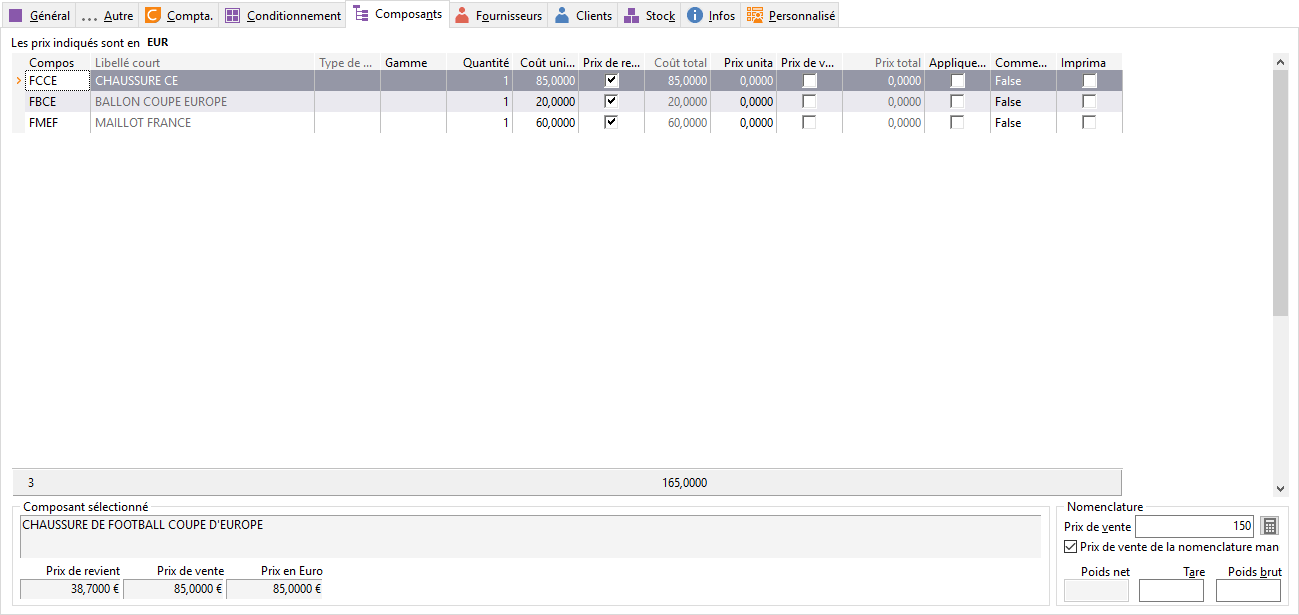 Général ... Autre Compta. Conditionnement Composants Fournisseurs Clients Stock Infos Personnalisé
Les prix indiqués sont en EUR
Compos Libellé court Type de ... Gamme Quantité Coût uni... Prix de re... Coût total Prix unita Prix de v... Prix total Applique... Comme... Imprima
FCCE CHAUSSURE CE 1 85,0000 85,0000 0,0000 0,0000 False
FBCE BALLON COUPE EUROPE 1 20,0000 20,0000 0,0000 0,0000 False
FMEF MAILLOT FRANCE 1 60,0000 60,0000 0,0000 0,0000 False
3 165,0000
Composant sélectionné
CHAUSSURE DE FOOTBALL COUPE D'EUROPE
Prix de revient Prix de vente Prix en Euro
38,7000 € 85,0000 € 85,0000 €
Nomenclature
Prix de vente 150
Prix de vente de la nomenclature man
Poids net Tare Poids brut